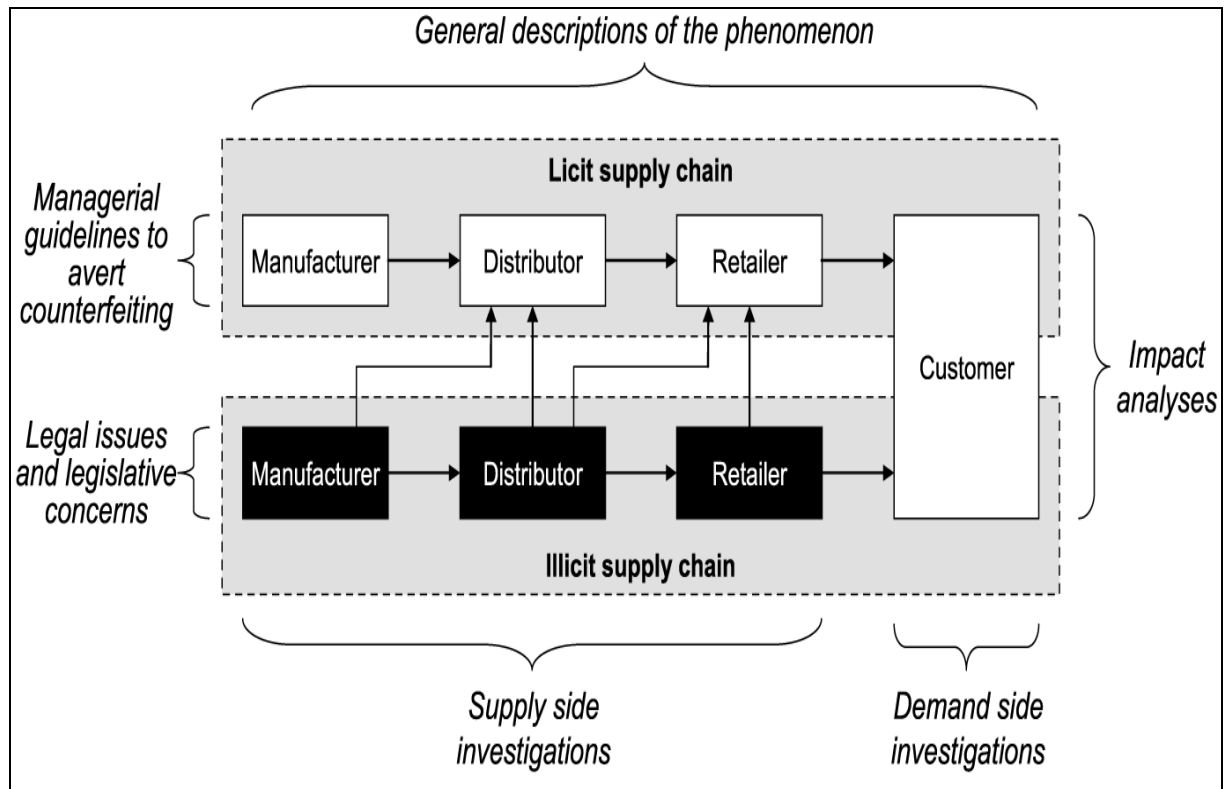 General descriptions of the phenomenon
Licit supply chain
Managerial
guidelines to
avert
counterfeiting
Manufacturer
Distributor
Retailer
Customer
Impact
analyses
Legal issues
and legislative
concerns
Manufacturer
Distributor
Retailer
Illicit supply chain
Supply side
investigations
Demand side
investigations